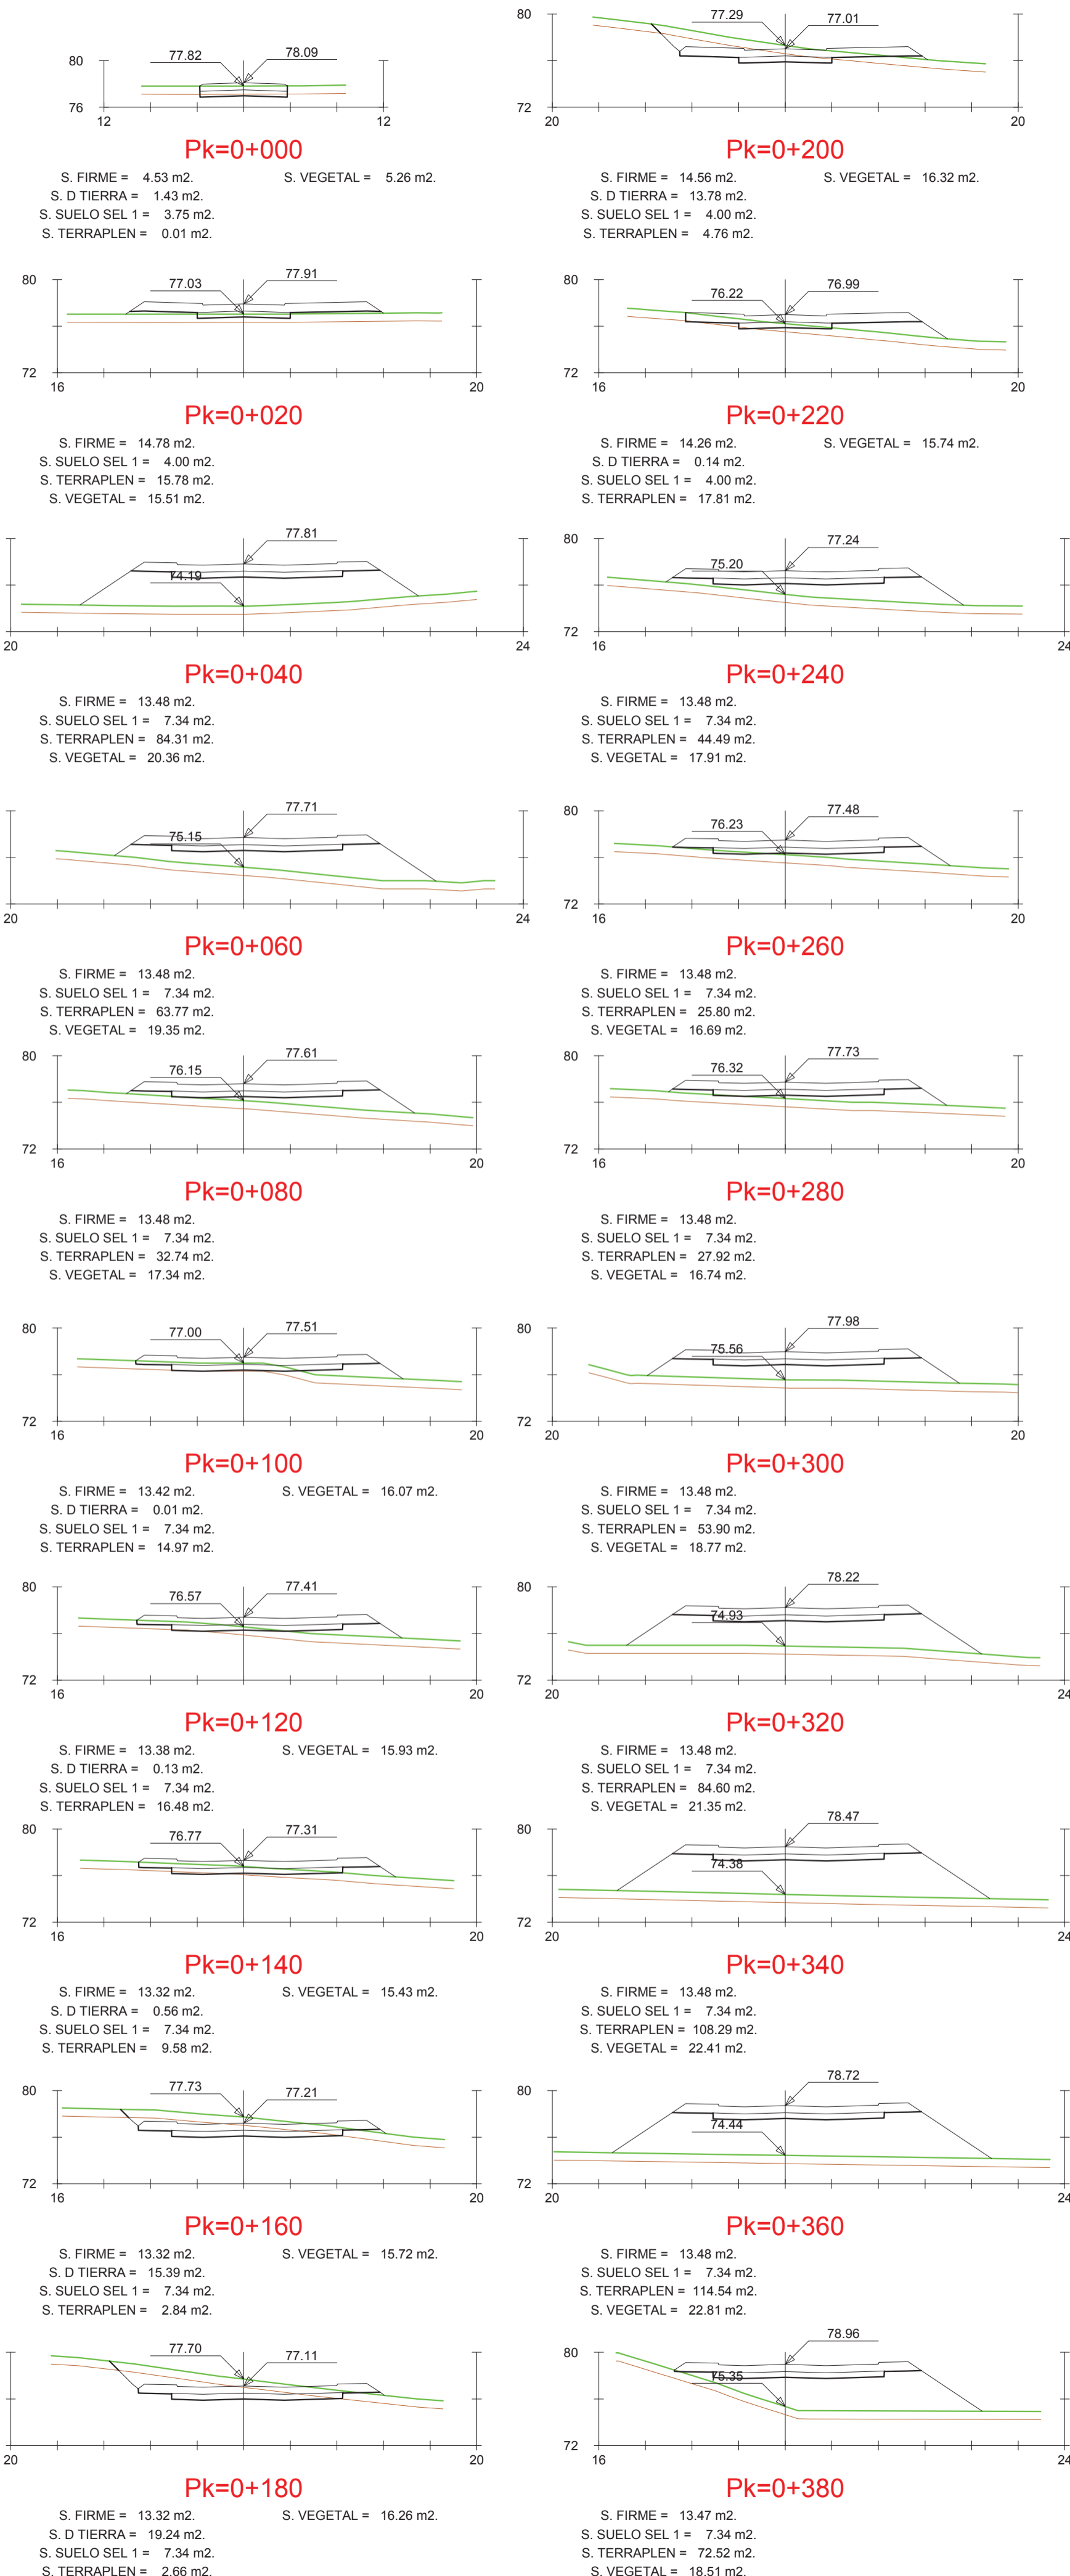 77.82 78.09
80
76
12 12
Pk=0+000
S. FIRME = 4.53 m2. S. VEGETAL = 5.26 m2.
S. D TIERRA = 1.43 m2.
S. SUELO SEL 1 = 3.75 m2.
S. TERRAPLEN = 0.01 m2.
77.03 77.91
80
72
16 20
Pk=0+020
S. FIRME = 14.78 m2.
S. SUELO SEL 1 = 4.00 m2.
S. TERRAPLEN = 15.78 m2.
S. VEGETAL = 15.51 m2.
77.81
74.19
20 24
Pk=0+040
S. FIRME = 13.48 m2.
S. SUELO SEL 1 = 7.34 m2.
S. TERRAPLEN = 84.31 m2.
S. VEGETAL = 20.36 m2.
77.71
75.15
20 24
Pk=0+060
S. FIRME = 13.48 m2.
S. SUELO SEL 1 = 7.34 m2.
S. TERRAPLEN = 63.77 m2.
S. VEGETAL = 19.35 m2.
80
76.15 77.61
72
16 20
Pk=0+080
S. FIRME = 13.48 m2.
S. SUELO SEL 1 = 7.34 m2.
S. TERRAPLEN = 32.74 m2.
S. VEGETAL = 17.34 m2.
80
77.00 77.51
72
16 20
Pk=0+100
S. FIRME = 13.42 m2. S. VEGETAL = 16.07 m2.
S. D TIERRA = 0.01 m2.
S. SUELO SEL 1 = 7.34 m2.
S. TERRAPLEN = 14.97 m2.
80
76.57 77.41
72
16 20
Pk=0+120
S. FIRME = 13.38 m2. S. VEGETAL = 15.93 m2.
S. D TIERRA = 0.13 m2.
S. SUELO SEL 1 = 7.34 m2.
S. TERRAPLEN = 16.48 m2.
80
76.77 77.31
72
16 20
Pk=0+140
S. FIRME = 13.32 m2. S. VEGETAL = 15.43 m2.
S. D TIERRA = 0.56 m2.
S. SUELO SEL 1 = 7.34 m2.
S. TERRAPLEN = 9.58 m2.
80
77.73 77.21
72
16 20
Pk=0+160
S. FIRME = 13.32 m2. S. VEGETAL = 15.72 m2.
S. D TIERRA = 15.39 m2.
S. SUELO SEL 1 = 7.34 m2.
S. TERRAPLEN = 2.84 m2.
77.70 77.11
20 20
Pk=0+180
S. FIRME = 13.32 m2. S. VEGETAL = 16.26 m2.
S. D TIERRA = 19.24 m2.
S. SUELO SEL 1 = 7.34 m2.
S. TERRAPLEN = 2.66 m2.
80
77.29 77.01
72
20 20
Pk=0+200
S. FIRME = 14.56 m2. S. VEGETAL = 16.32 m2.
S. D TIERRA = 13.78 m2.
S. SUELO SEL 1 = 4.00 m2.
S. TERRAPLEN = 4.76 m2.
80
76.22 76.99
72
16 20
Pk=0+220
S. FIRME = 14.26 m2. S. VEGETAL = 15.74 m2.
S. D TIERRA = 0.14 m2.
S. SUELO SEL 1 = 4.00 m2.
S. TERRAPLEN = 17.81 m2.
80
75.20 77.24
72
16 24
Pk=0+240
S. FIRME = 13.48 m2.
S. SUELO SEL 1 = 7.34 m2.
S. TERRAPLEN = 44.49 m2.
S. VEGETAL = 17.91 m2.
80
76.23 77.48
72
16 20
Pk=0+260
S. FIRME = 13.48 m2.
S. SUELO SEL 1 = 7.34 m2.
S. TERRAPLEN = 25.80 m2.
S. VEGETAL = 16.69 m2.
80
76.32 77.73
72
16 20
Pk=0+280
S. FIRME = 13.48 m2.
S. SUELO SEL 1 = 7.34 m2.
S. TERRAPLEN = 27.92 m2.
S. VEGETAL = 16.74 m2.
80
75.56 77.98
72
20 20
Pk=0+300
S. FIRME = 13.48 m2.
S. SUELO SEL 1 = 7.34 m2.
S. TERRAPLEN = 53.90 m2.
S. VEGETAL = 18.77 m2.
80
78.22
74.93
72
20 24
Pk=0+320
S. FIRME = 13.48 m2.
S. SUELO SEL 1 = 7.34 m2.
S. TERRAPLEN = 84.60 m2.
S. VEGETAL = 21.35 m2.
78.47
80
74.38
72
20 24
Pk=0+340
S. FIRME = 13.48 m2.
S. SUELO SEL 1 = 7.34 m2.
S. TERRAPLEN = 108.29 m2.
S. VEGETAL = 22.41 m2.
78.72
80
74.44
72
20 24
Pk=0+360
S. FIRME = 13.48 m2.
S. SUELO SEL 1 = 7.34 m2.
S. TERRAPLEN = 114.54 m2.
S. VEGETAL = 22.81 m2.
78.96
80
75.35
72
16 24
Pk=0+380
S. FIRME = 13.47 m2.
S. SUELO SEL 1 = 7.34 m2.
S. TERRAPLEN = 72.52 m2.
S. VEGETAL = 18.51 m2.